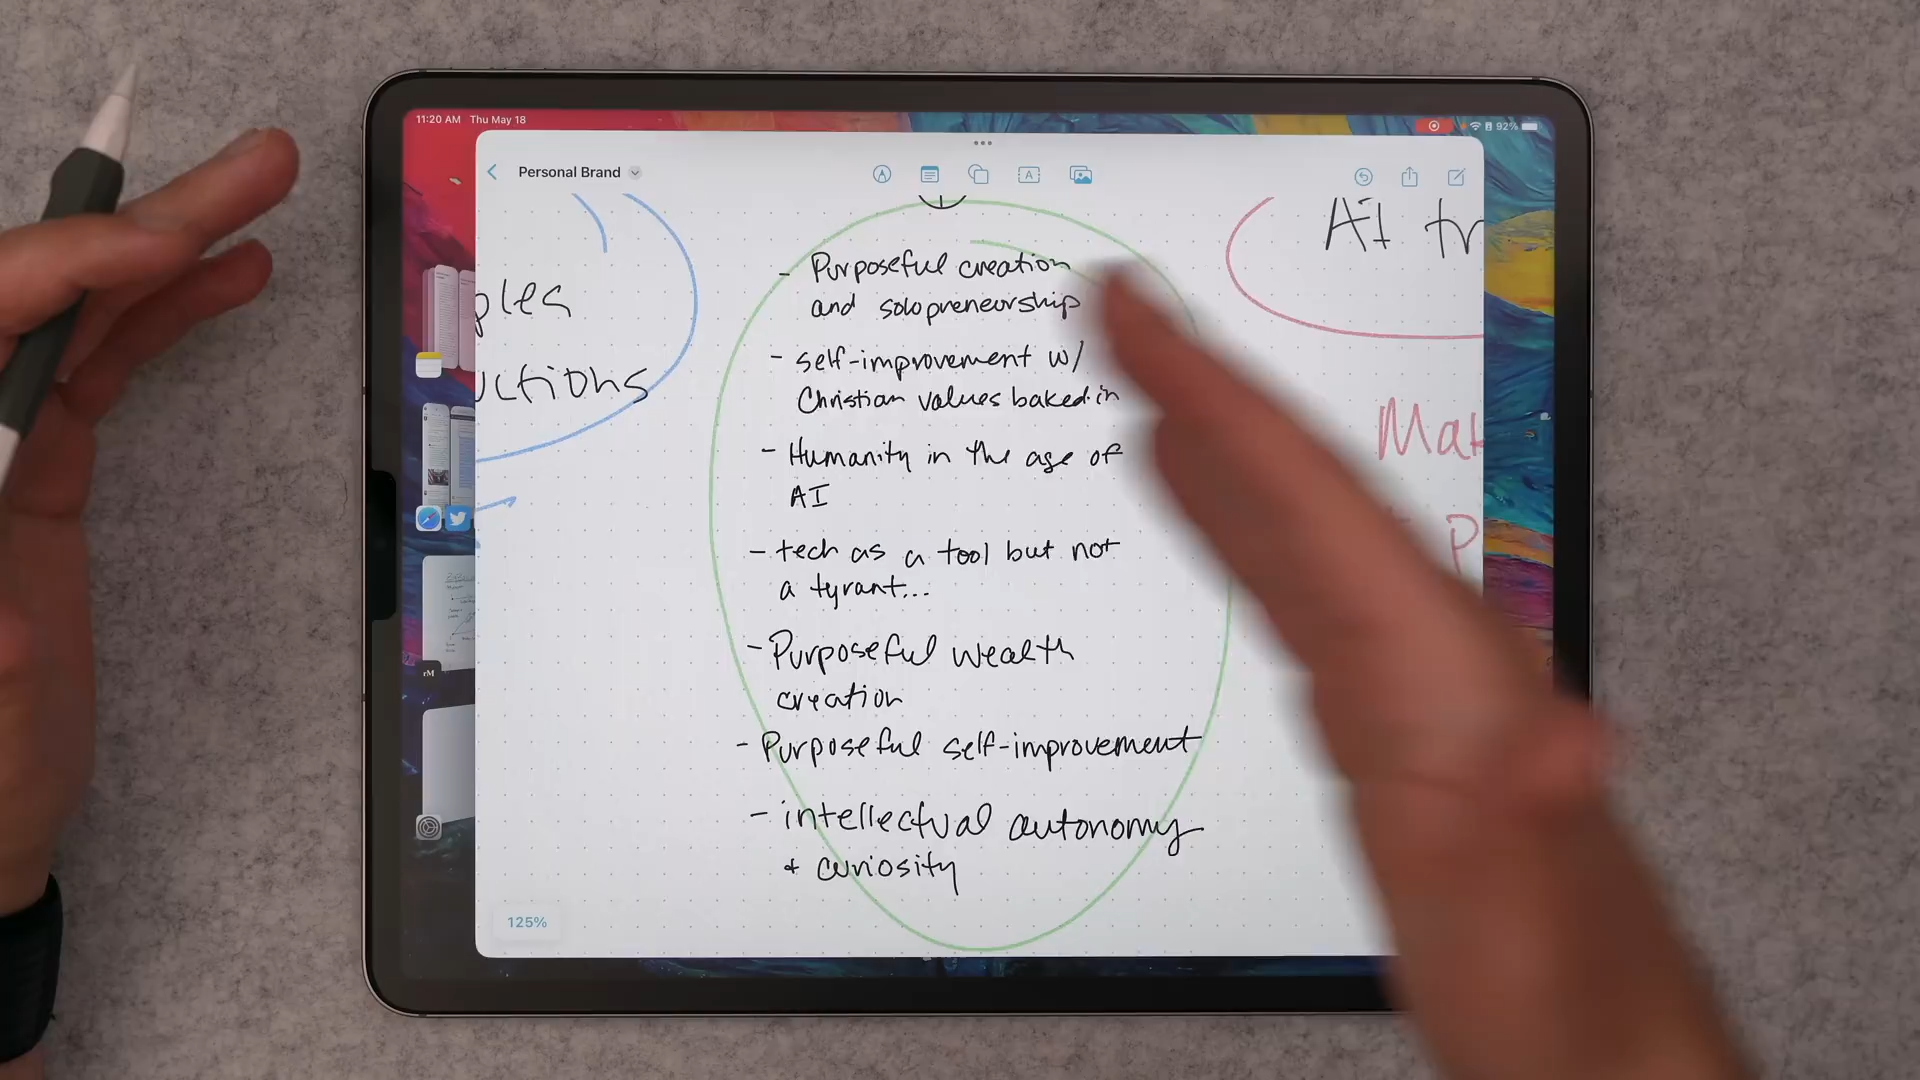 11:20 AM Thu May 18
92%
Personal Brand
A
- Purposeful creation
and solopreneurship
- self-improvement w/
Christian values baked in
- Humanity in the age of
AI
- tech as a tool but not
a tyrant...
- Purposeful wealth
creation
- Purposeful self-improvement
- intellectual autonomy
+ curiosity
ples
uctions
AI tr
Mak
P
rM
125%